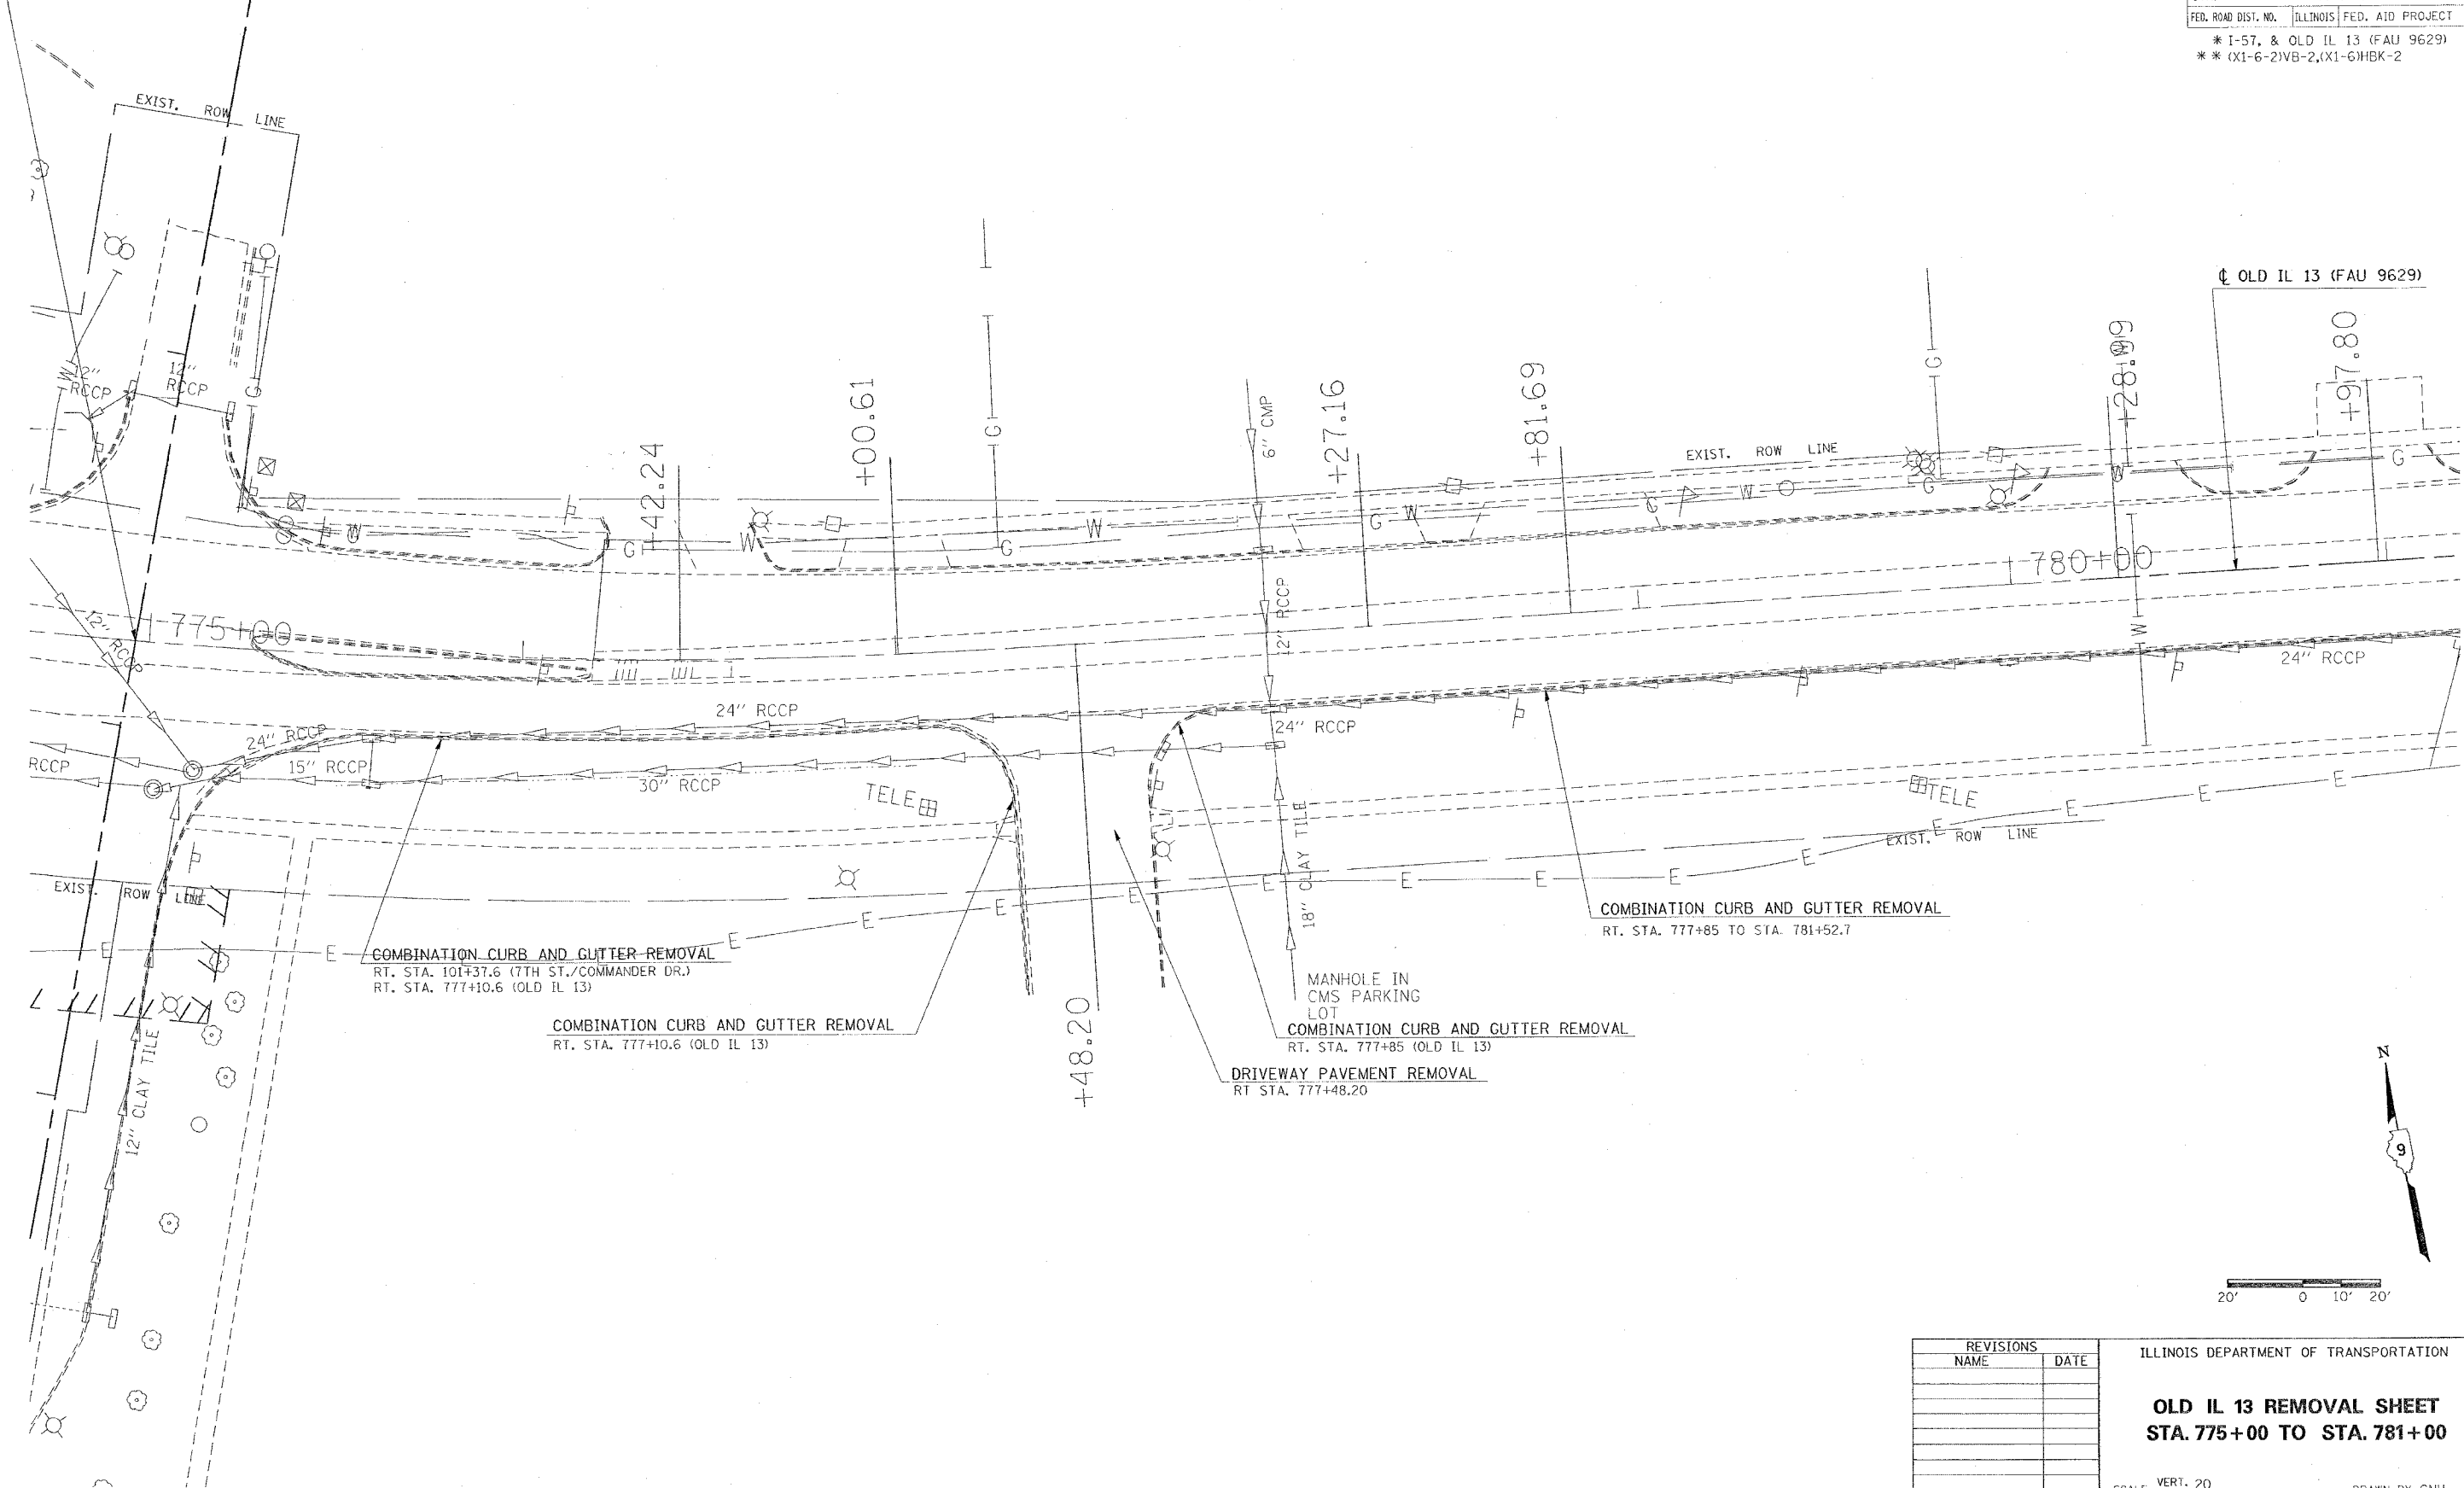 FED. ROAD DIST. NO. ILLINOIS FED. AID PROJECT
* I-57, & OLD IL 13 (FAU 9629)
* * (X1-6-2)VB-2,(X1-6)HBK-2
EXIST. ROW LINE
℄ OLD IL 13 (FAU 9629)
12" RCCP
12" RCCP
W
G
+42.24
+00.61
G
6" CMP
+27.16
+81.69
G
+28.99
+97.80
EXIST. ROW LINE
G
W
G
W
G
W
G
W
G
W
W
G
775+00
780+00
12" RCCP
12" RCCP
W
24" RCCP
24" RCCP
24" RCCP
24" RCCP
RCCP
15" RCCP
30" RCCP
TELE
TELE
18" CLAY TILE
EXIST. ROW LINE
EXIST. ROW LINE
E E E E E E E E E E E E E E E E
COMBINATION CURB AND GUTTER REMOVAL
RT. STA. 777+85 TO STA. 781+52.7
COMBINATION CURB AND GUTTER REMOVAL
RT. STA. 101+37.6 (7TH ST./COMMANDER DR.)
RT. STA. 777+10.6 (OLD IL 13)
MANHOLE IN
CMS PARKING
LOT
COMBINATION CURB AND GUTTER REMOVAL
RT. STA. 777+10.6 (OLD IL 13)
+48.20
COMBINATION CURB AND GUTTER REMOVAL
RT. STA. 777+85 (OLD IL 13)
DRIVEWAY PAVEMENT REMOVAL
RT STA. 777+48.20
12" CLAY TILE
N
9
20' 0 10' 20'
REVISIONS
NAME DATE
ILLINOIS DEPARTMENT OF TRANSPORTATION
OLD IL 13 REMOVAL SHEET
STA. 775+00 TO STA. 781+00
VERT. 20